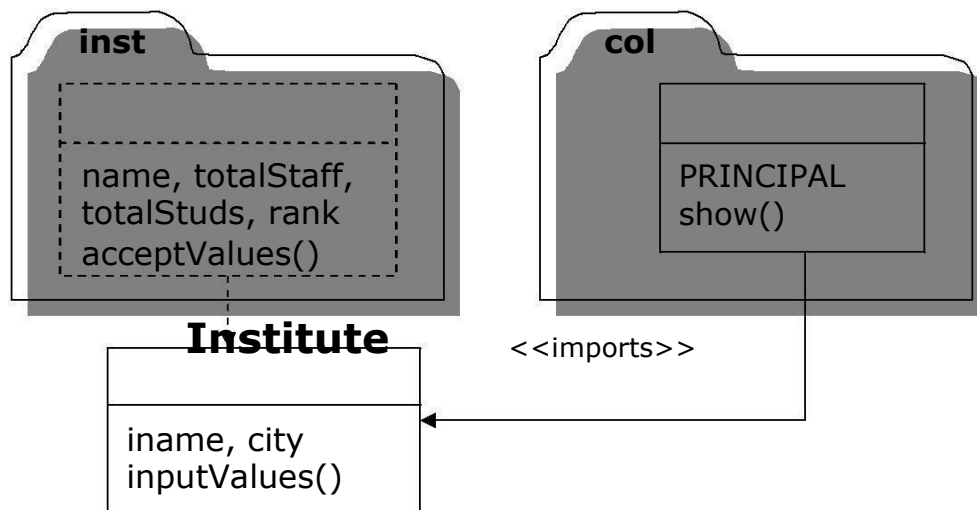 inst
name, totalStaff,
totalStuds, rank
acceptValues()
col
PRINCIPAL
show()
Institute
iname, city
inputValues()
<<imports>>